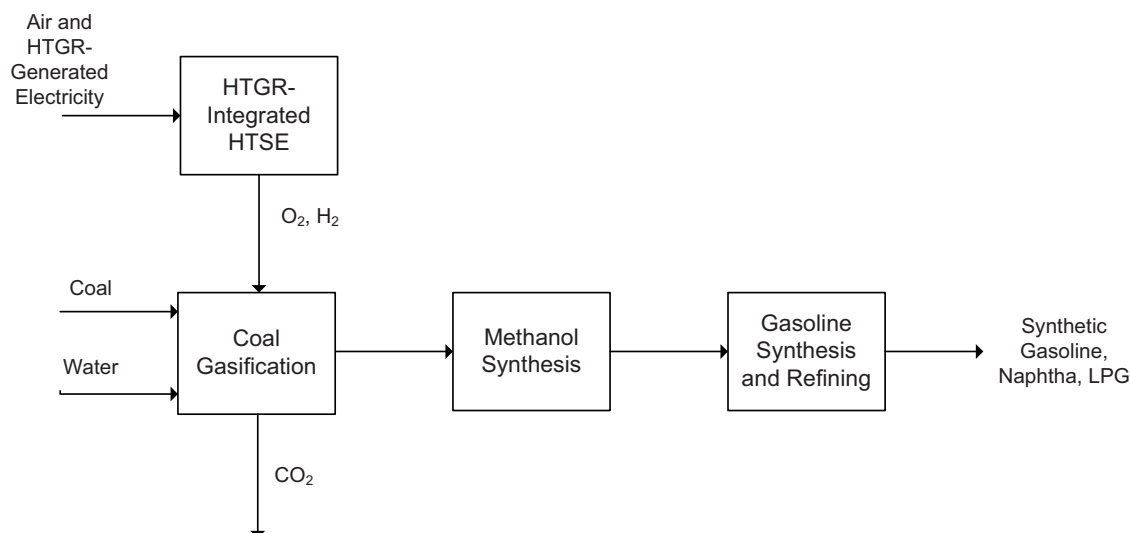 Air and
HTGR-
Generated
Electricity
HTGR-
Integrated
HTSE
O₂, H₂
Coal
Water
Coal
Gasification
Methanol
Synthesis
Gasoline
Synthesis
and Refining
Synthetic
Gasoline,
Naphtha, LPG
CO₂